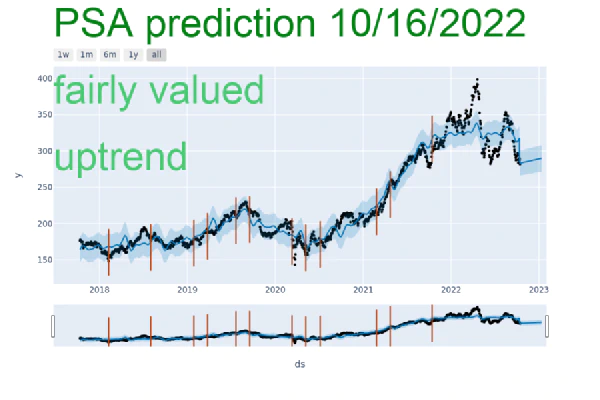 PSA prediction 10/16/2022
1w 1m 6m 1y all
400
fairly valued
350
300
uptrend
y
250
200
150
2018 2019 2020 2021 2022 2023
ds